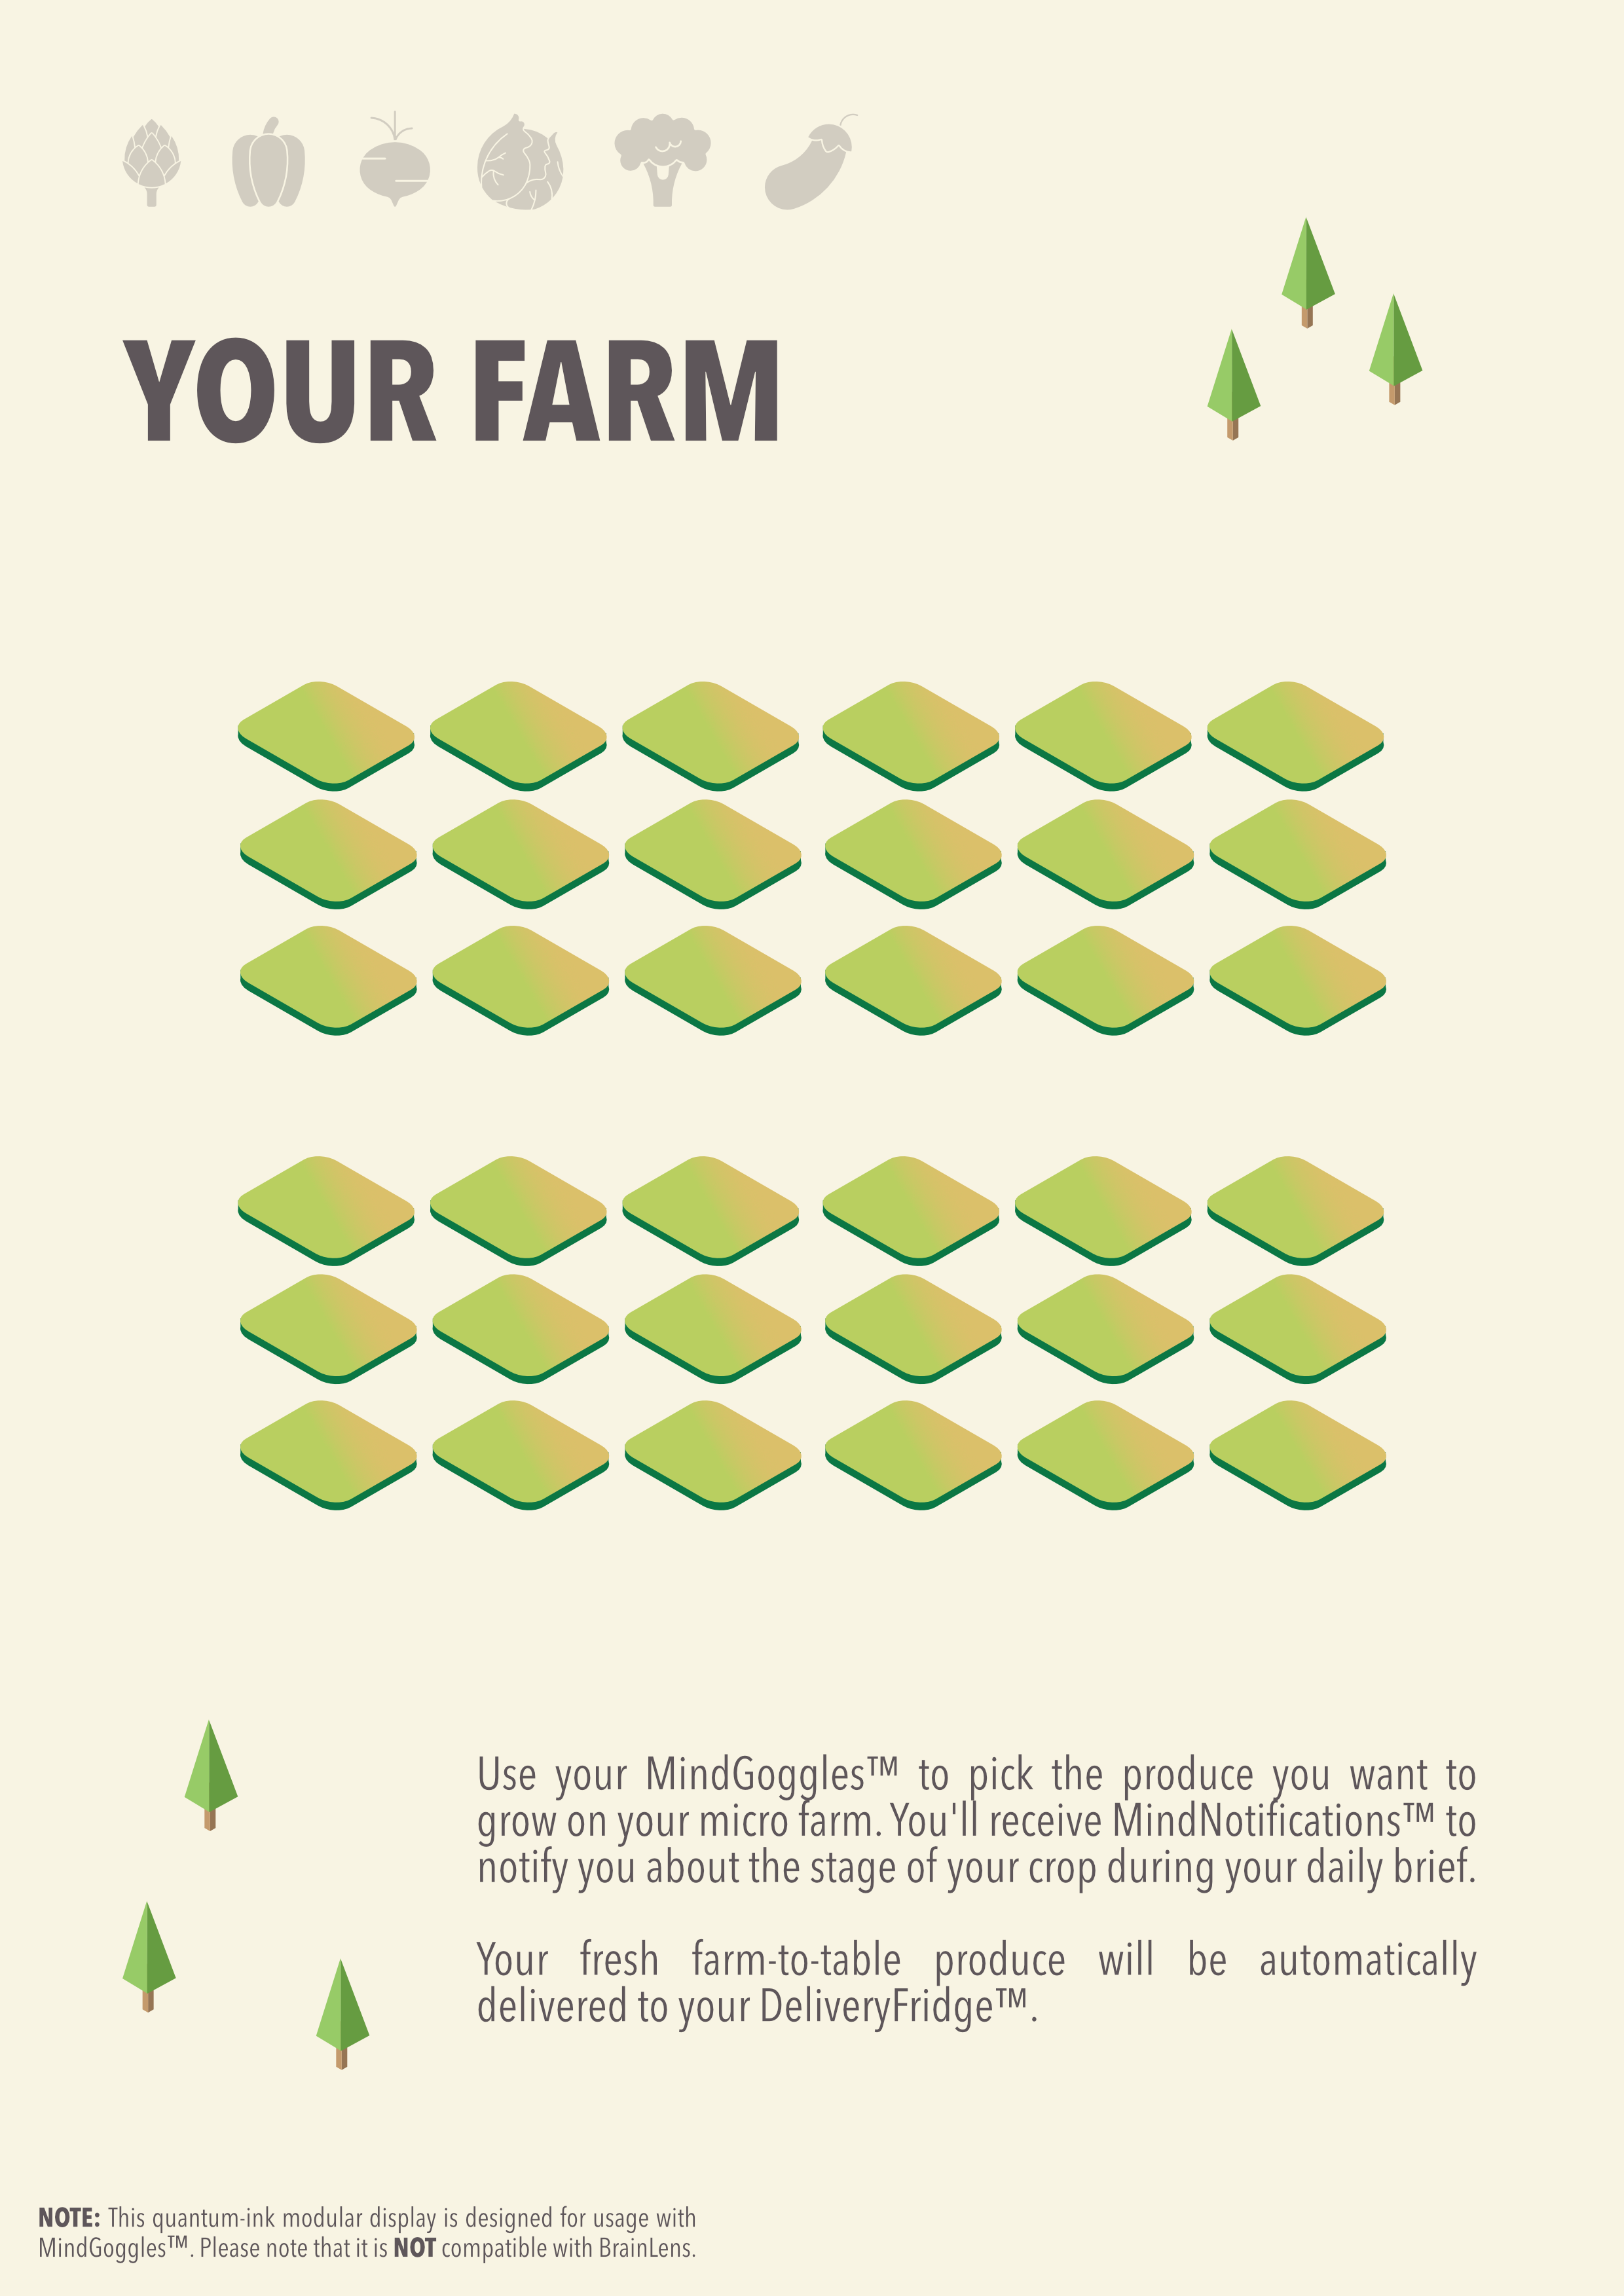 YOUR FARM
Use your MindGoggles™ to pick the produce you want to
grow on your micro farm. You'll receive MindNotifications™ to
notify you about the stage of your crop during your daily brief.
Your fresh farm-to-table produce will be automatically
delivered to your DeliveryFridge™.
NOTE: This quantum-ink modular display is designed for usage with
MindGoggles™. Please note that it is NOT compatible with BrainLens.